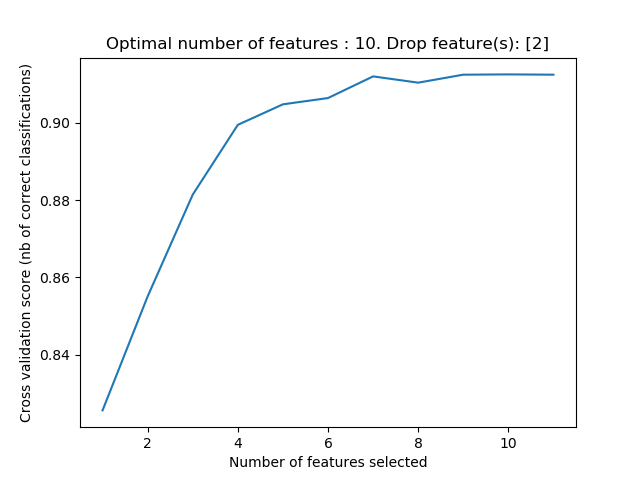 Optimal number of features : 10. Drop feature(s): [2]
Cross validation score (nb of correct classifications)
0.90
0.88
0.86
0.84
2 4 6 8 10
Number of features selected